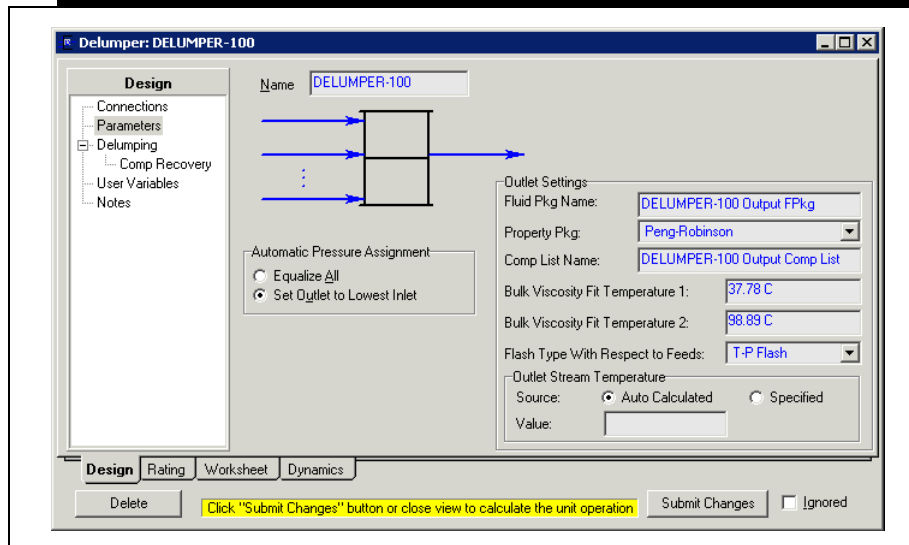 Delumper: DELUMPER-100
Design
Connections
Parameters
Delumping
Comp Recovery
User Variables
Notes
Name DELUMPER-100
Automatic Pressure Assignment
Equalize All
Set Outlet to Lowest Inlet
Outlet Settings
Fluid Pkg Name: DELUMPER-100 Output FPkg
Property Pkg: Peng-Robinson
Comp List Name: DELUMPER-100 Output Comp List
Bulk Viscosity Fit Temperature 1: 37.78 C
Bulk Viscosity Fit Temperature 2: 98.89 C
Flash Type With Respect to Feeds: T-P Flash
Outlet Stream Temperature
Source: Auto Calculated Specified
Value:
Design Rating Worksheet Dynamics
Delete Click "Submit Changes" button or close view to calculate the unit operation Submit Changes Ignored